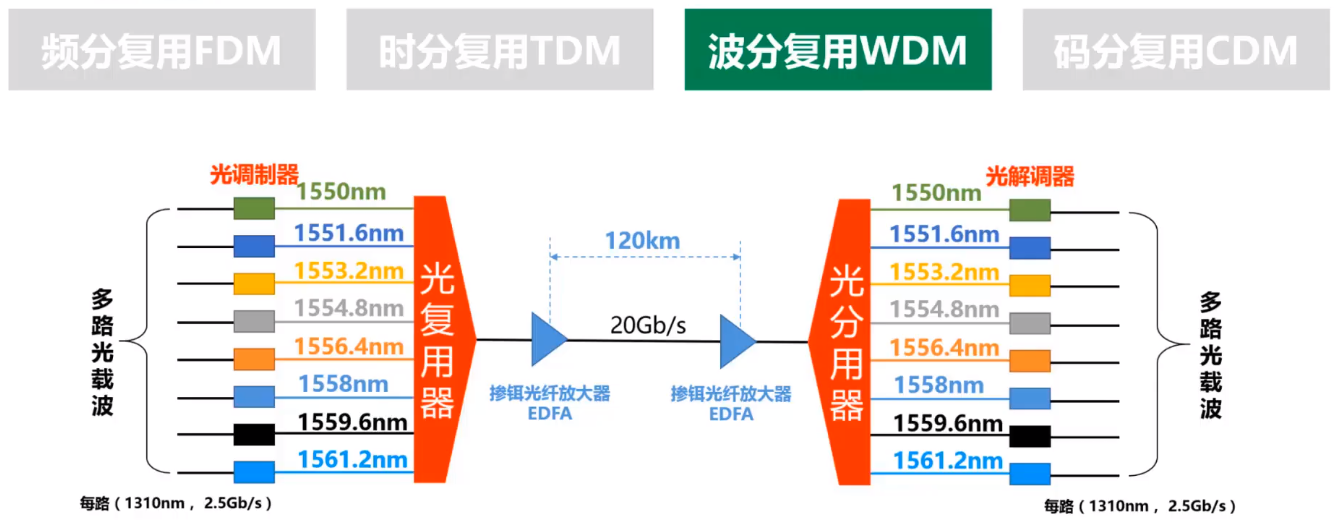 频分复用FDM
时分复用TDM
波分复用WDM
码分复用CDM
光调制器
1550nm
1551.6nm
1553.2nm
1554.8nm
1556.4nm
1558nm
1559.6nm
1561.2nm
多路光载波
每路（1310nm ，2.5Gb/s）
光复用器
120km
20Gb/s
掺铒光纤放大器
EDFA
掺铒光纤放大器
EDFA
光分用器
光解调器
1550nm
1551.6nm
1553.2nm
1554.8nm
1556.4nm
1558nm
1559.6nm
1561.2nm
多路光载波
每路（1310nm ，2.5Gb/s）